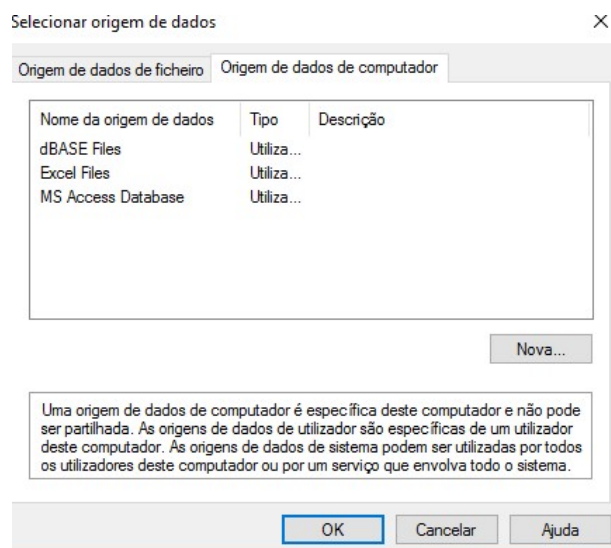 Selecionar origem de dados
Origem de dados de ficheiro Origem de dados de computador
Nome da origem de dados Tipo Descrição
dBASE Files Utiliza...
Excel Files Utiliza...
MS Access Database Utiliza...
Nova...
Uma origem de dados de computador é específica deste computador e não pode
ser partilhada. As origens de dados de utilizador são específicas de um utilizador
deste computador. As origens de dados de sistema podem ser utilizadas por todos
os utilizadores deste computador ou por um serviço que envolva todo o sistema.
OK Cancelar Ajuda